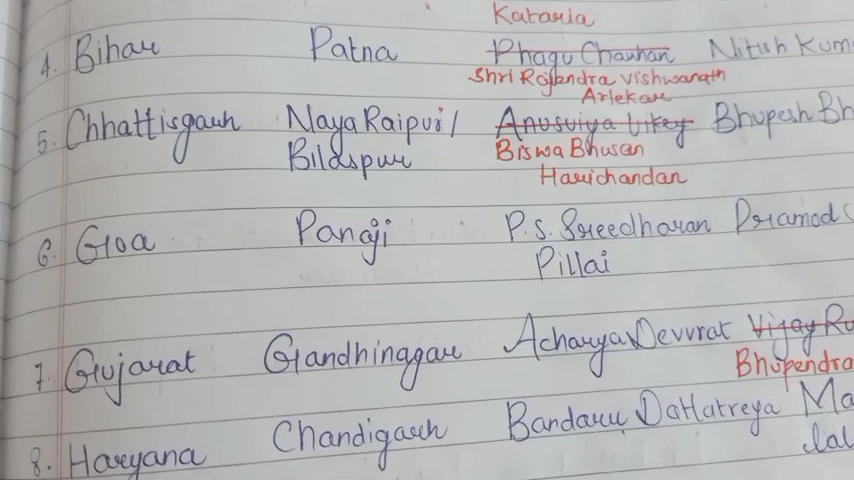 Kataria
4. Bihar Patna Phagu Chauhan Nitish Kum
Shri Rajendra Vishwanath
Arlekar
5. Chhattisgarh Naya Raipur/ Anusuiya Uikey Bhupesh Bh
Bilaspur Biswa Bhusan
Harichandan
6. Goa Panaji P.S. Sreedharan Pramod
Pillai
7. Gujarat Gandhinagar Acharya Devvrat Vijay Ru
Bhupendra
8. Haryana Chandigarh Bandaru Dattatreya Ma
lal